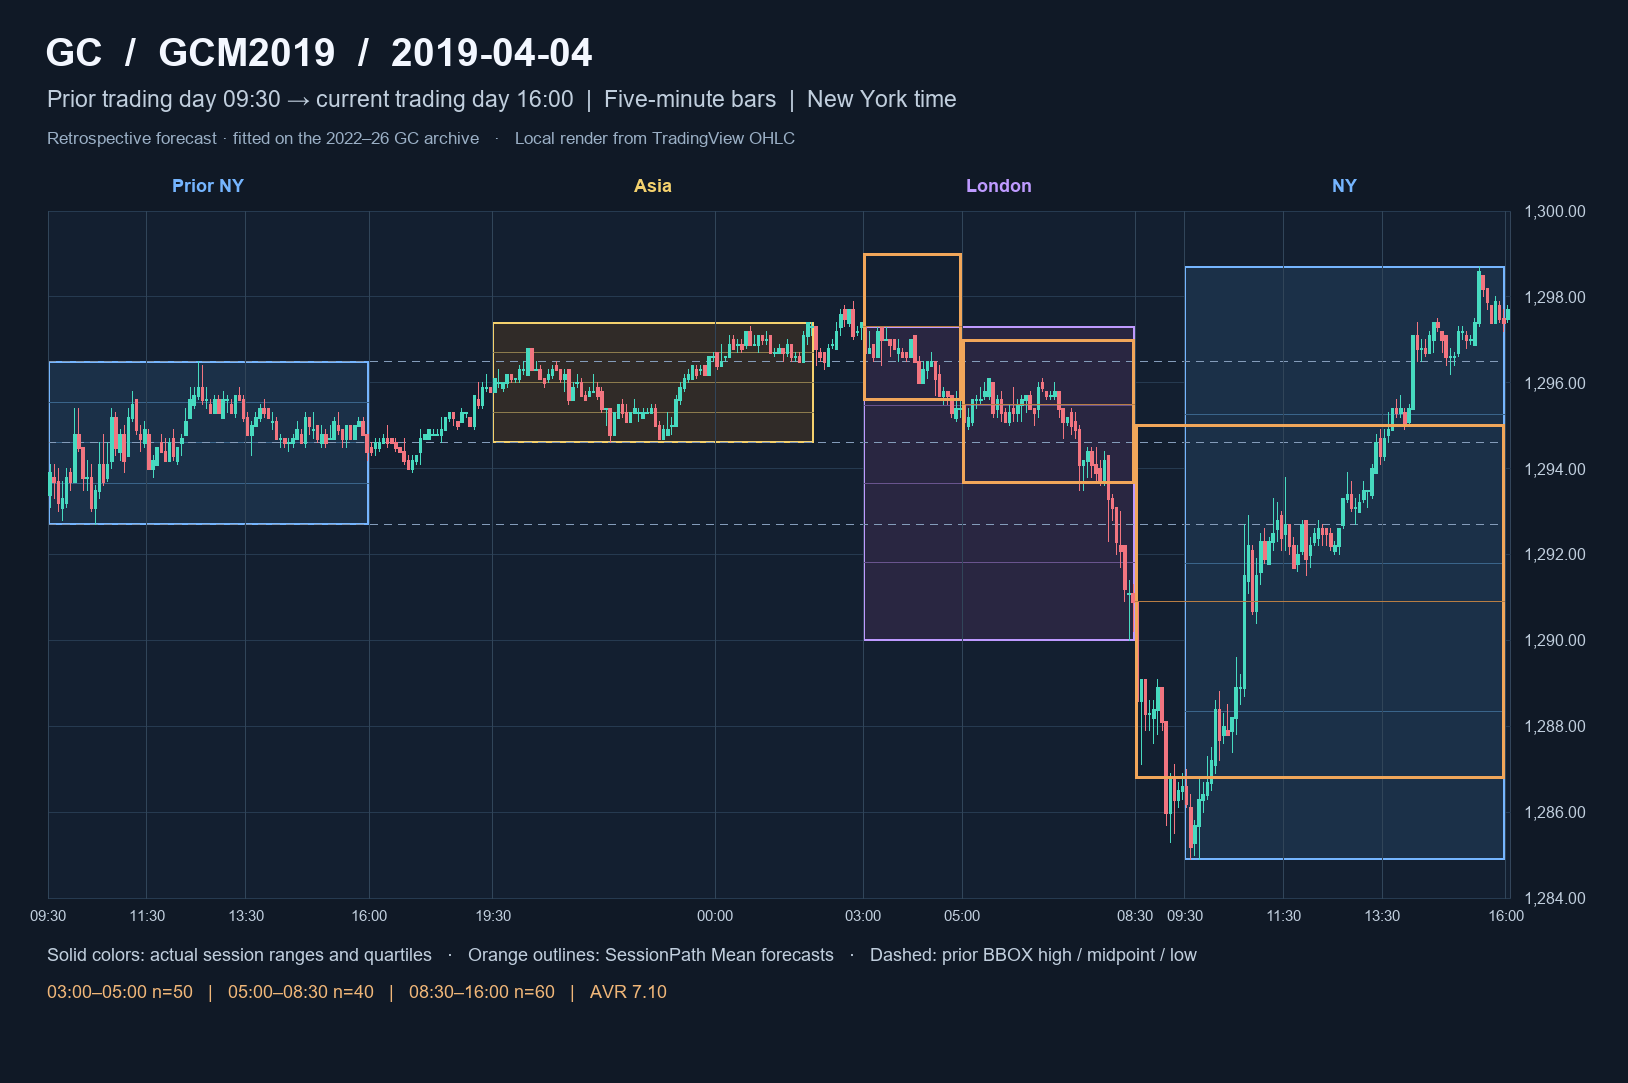 GC / GCM2019 / 2019-04-04
Prior trading day 09:30 → current trading day 16:00 | Five-minute bars | New York time
Retrospective forecast · fitted on the 2022–26 GC archive · Local render from TradingView OHLC
Prior NY Asia London NY
1,300.00
1,298.00
1,296.00
1,294.00
1,292.00
1,290.00
1,288.00
1,286.00
1,284.00
09:30 11:30 13:30 16:00 19:30 00:00 03:00 05:00 08:30 09:30 11:30 13:30 16:00
Solid colors: actual session ranges and quartiles · Orange outlines: SessionPath Mean forecasts · Dashed: prior BBOX high / midpoint / low
03:00–05:00 n=50 | 05:00–08:30 n=40 | 08:30–16:00 n=60 | AVR 7.10